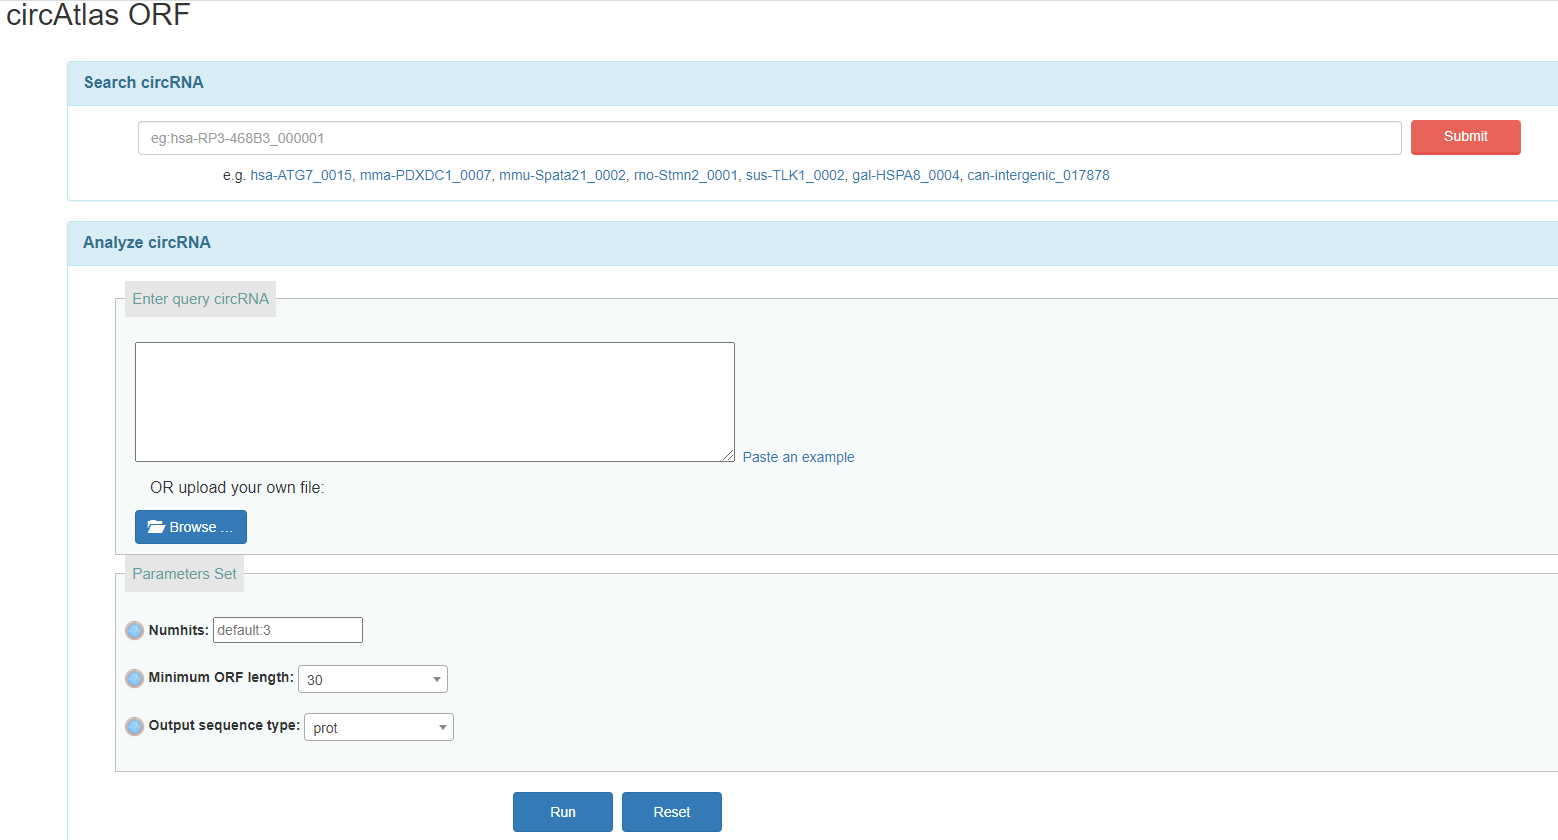 circAtlas ORF
Search circRNA
eg:hsa-RP3-468B3_000001
Submit
e.g. hsa-ATG7_0015, mma-PDXDC1_0007, mmu-Spata21_0002, rno-Stmn2_0001, sus-TLK1_0002, gal-HSPA8_0004, can-intergenic_017878
Analyze circRNA
Enter query circRNA
Paste an example
OR upload your own file:
Browse ...
Parameters Set
Numhits: default:3
Minimum ORF length: 30
Output sequence type: prot
Run Reset